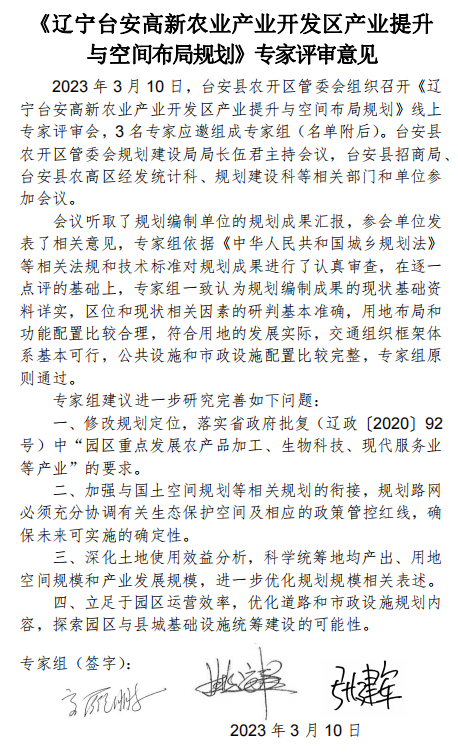 《辽宁台安高新农业产业开发区产业提升
与空间布局规划》专家评审意见
2023 年 3 月 10 日，台安县农开区管委会组织召开《辽
宁台安高新农业产业开发区产业提升与空间布局规划》线上
专家评审会，3 名专家应邀组成专家组（名单附后）。台安县
农开区管委会规划建设局局长伍君主持会议，台安县招商局、
台安县农高区经发统计科、规划建设科等相关部门和单位参
加会议。
会议听取了规划编制单位的规划成果汇报，参会单位发
表了相关意见，专家组依据《中华人民共和国城乡规划法》
等相关法规和技术标准对规划成果进行了认真审查，在逐一
点评的基础上，专家组一致认为规划编制成果的现状基础资
料详实，区位和现状相关因素的研判基本准确，用地布局和
功能配置比较合理，符合用地的发展实际，交通组织框架体
系基本可行，公共设施和市政设施配置比较完整，专家组原
则通过。
专家组建议进一步研究完善如下问题：
一、修改规划定位，落实省政府批复（辽政〔2020〕92
号）中“园区重点发展农产品加工、生物科技、现代服务业
等产业”的要求。
二、加强与国土空间规划等相关规划的衔接，规划路网
必须充分协调有关生态保护空间及相应的政策管控红线，确
保未来可实施的确定性。
三、深化土地使用效益分析，科学统筹地均产出、用地
空间规模和产业发展规模，进一步优化规划规模相关表述。
四、立足于园区运营效率，优化道路和市政设施规划内
容，探索园区与县城基础设施统筹建设的可能性。
专家组（签字）：
张建军
2023 年 3 月 10 日